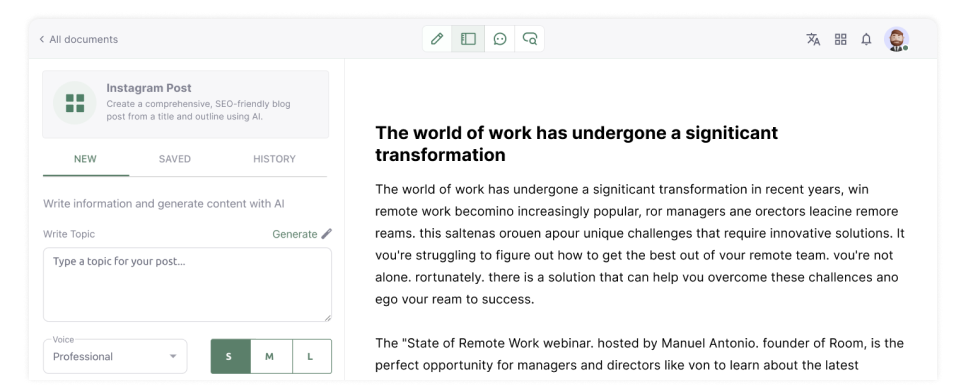 All documents
Instagram Post
Create a comprehensive, SEO-friendly blog
post from a title and outline using AI.
NEW SAVED HISTORY
Write information and generate content with AI
Write Topic Generate
Type a topic for your post...
Voice
Professional
S M L
The world of work has undergone a signiticant
transformation
The world of work has undergone a signiticant transformation in recent years, win
remote work becomino increasingly popular, ror managers ane orectors leacine remore
reams. this saltenas orouen apour unique challenges that require innovative solutions. It
vou're struggling to figure out how to get the best out of vour remote team. vou're not
alone. rortunately. there is a solution that can help vou overcome these challenges ano
ego vour ream to success.
The "State of Remote Work webinar. hosted by Manuel Antonio. founder of Room, is the
perfect opportunity for managers and directors like von to learn about the latest